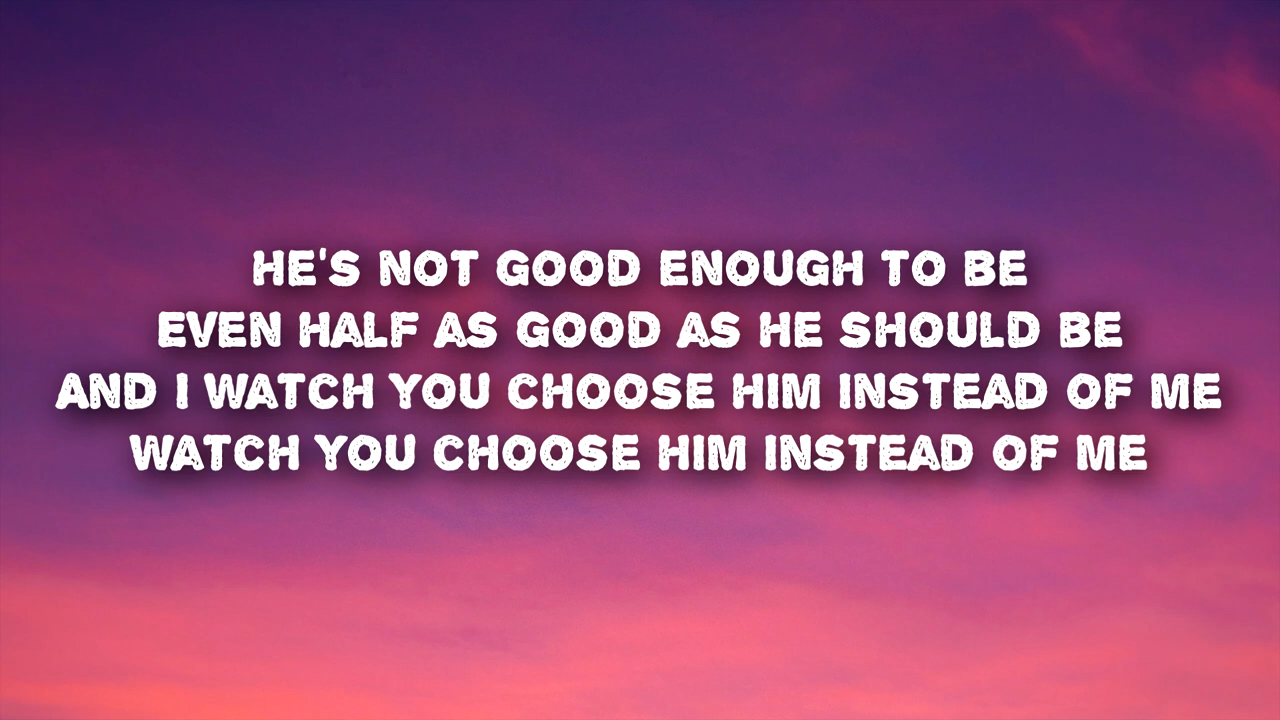 HE'S NOT GOOD ENOUGH TO BE
EVEN HALF AS GOOD AS HE SHOULD BE
AND I WATCH YOU CHOOSE HIM INSTEAD OF ME
WATCH YOU CHOOSE HIM INSTEAD OF ME